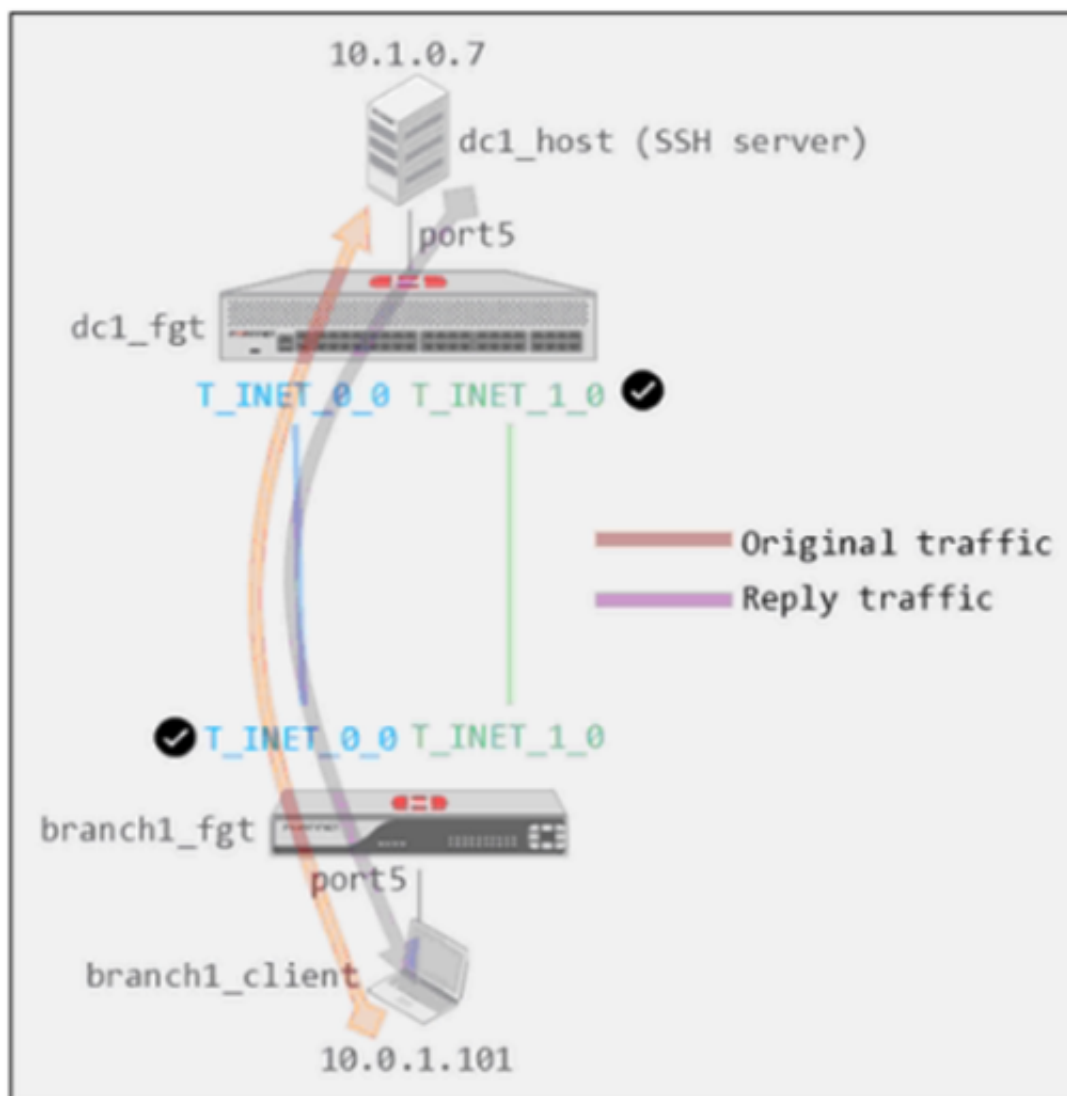 10.1.0.7
dc1_host (SSH server)
port5
dc1_fgt
T_INET_0_0 T_INET_1_0
Original traffic
Reply traffic
T_INET_0_0 T_INET_1_0
branch1_fgt
port5
branch1_client
10.0.1.101